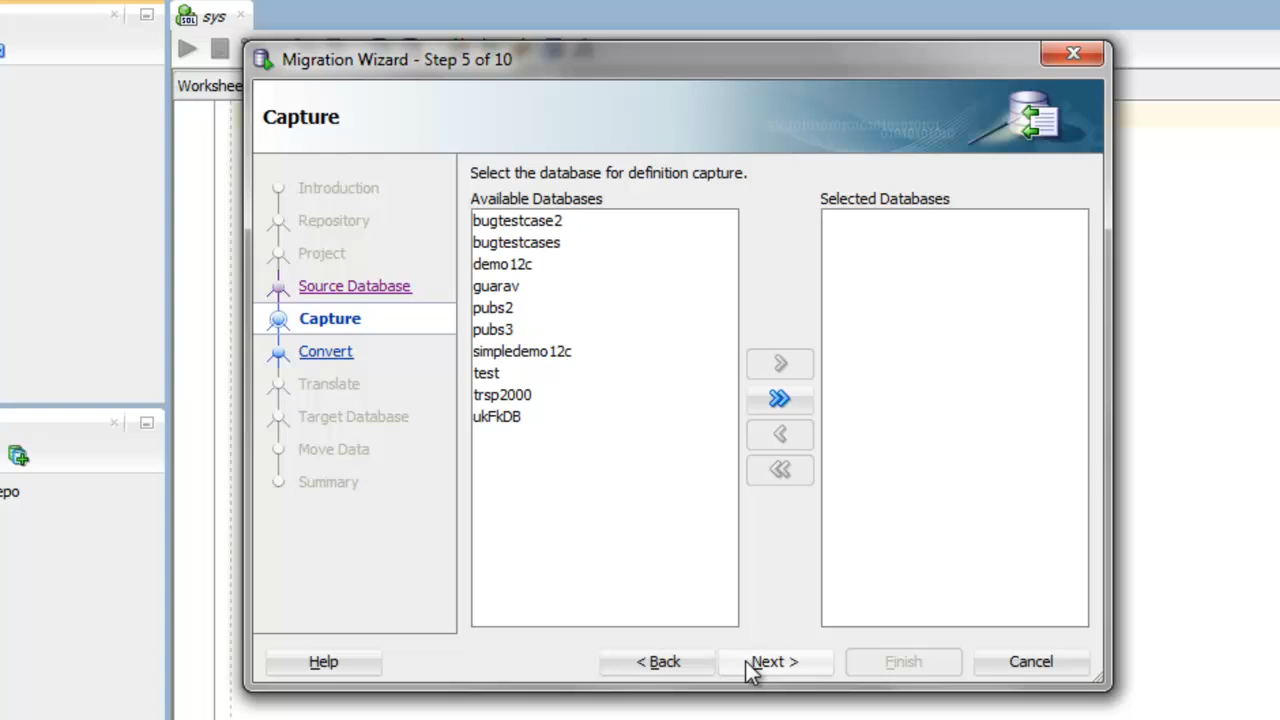 sys
Migration Wizard - Step 5 of 10
Workshee
Capture
Introduction
Repository
Project
Source Database
Capture
Convert
Translate
Target Database
Move Data
Summary
Select the database for definition capture.
Available Databases
bugtestcase2
bugtestcases
demo12c
guarav
pubs2
pubs3
simpledemo12c
test
trsp2000
ukFkDB
Selected Databases
epo
Help
< Back
Next >
Finish
Cancel